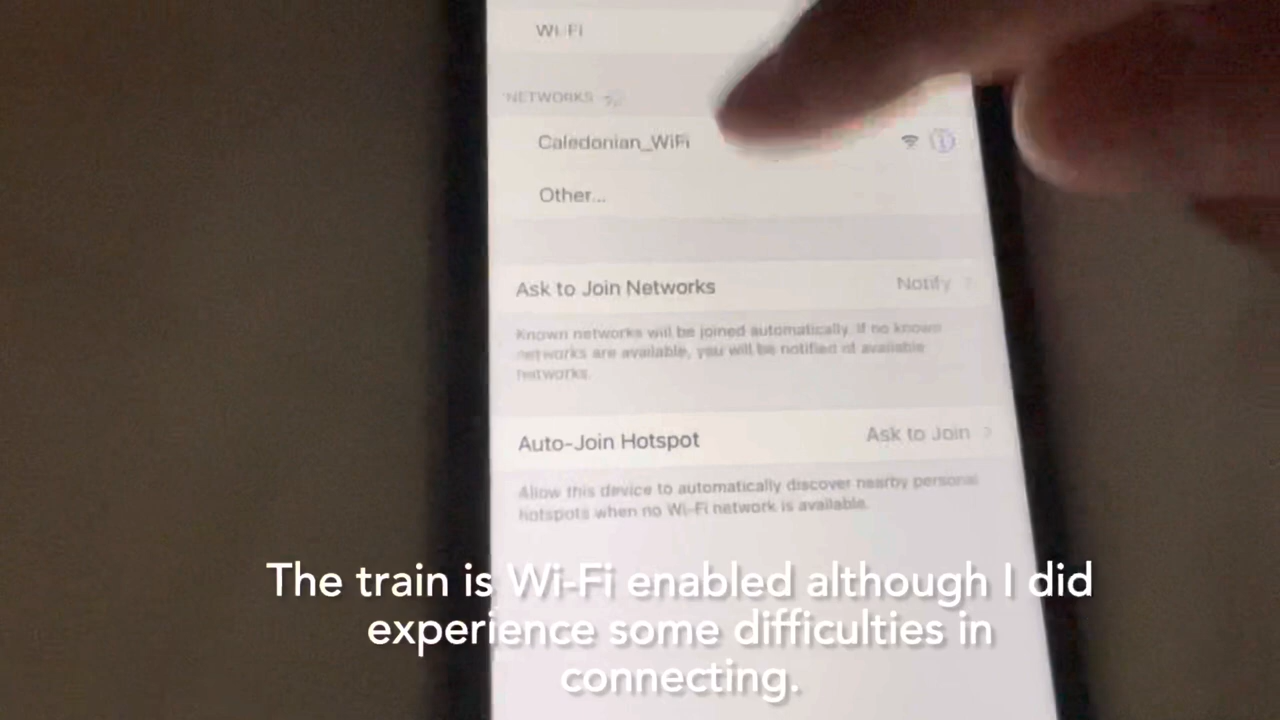 Wi-Fi
NETWORKS
Caledonian_WiFi
Other...
Ask to Join Networks
Notify
Known networks will be joined automatically. If no known
networks are available, you will be notified of available
networks.
Auto-Join Hotspot
Ask to Join
Allow this device to automatically discover nearby personal
hotspots when no Wi-Fi network is available.
The train is Wi-Fi enabled although I did
experience some difficulties in
connecting.